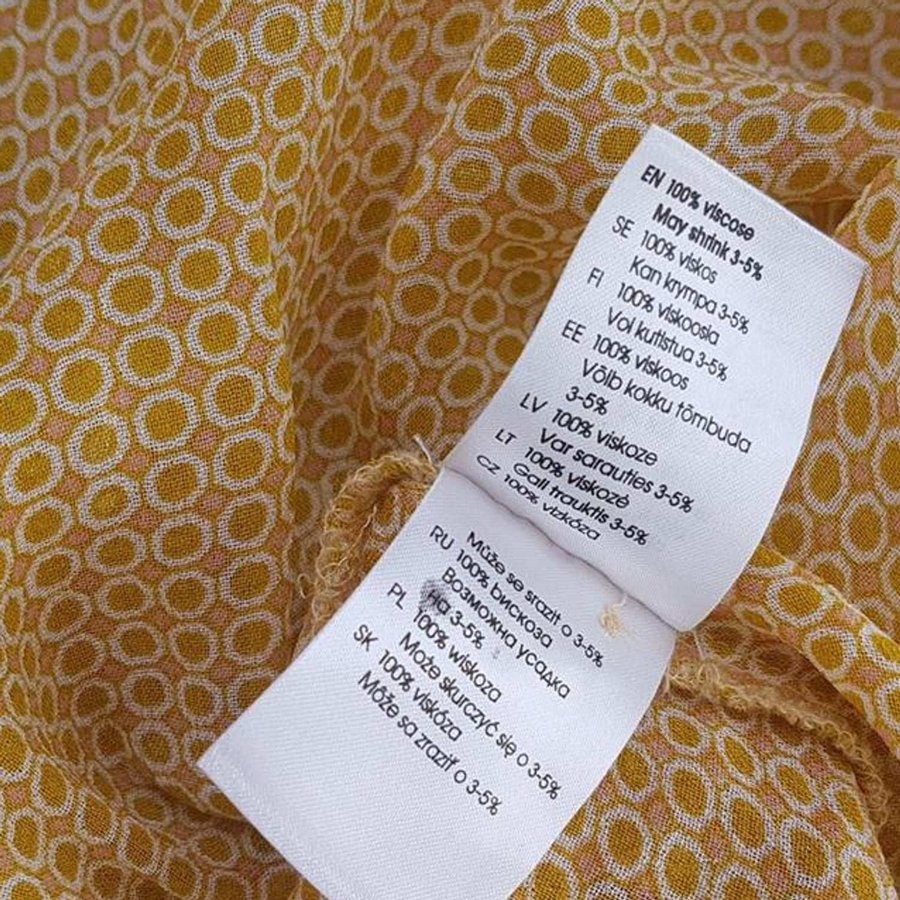 EN 100% viscose
May shrink 3-5%
SE 100% viskos
Kan krympa 3-5%
FI 100% viskoosia
Voi kutistua 3-5%
EE 100% viskoos
Võib kokku tõmbuda
3-5%
LV 100% viskoze
Var sarauties 3-5%
LT 100% viskozė
Gali trauktis 3-5%
CZ 100% vizkóza
Může se srazit o 3-5%
RU 100% вискоза
Возможна усадка
на 3-5%
PL 100% wiskoza
Może skurczyć się o 3-5%
SK 100% viskóza
Môže sa zraziť o 3-5%